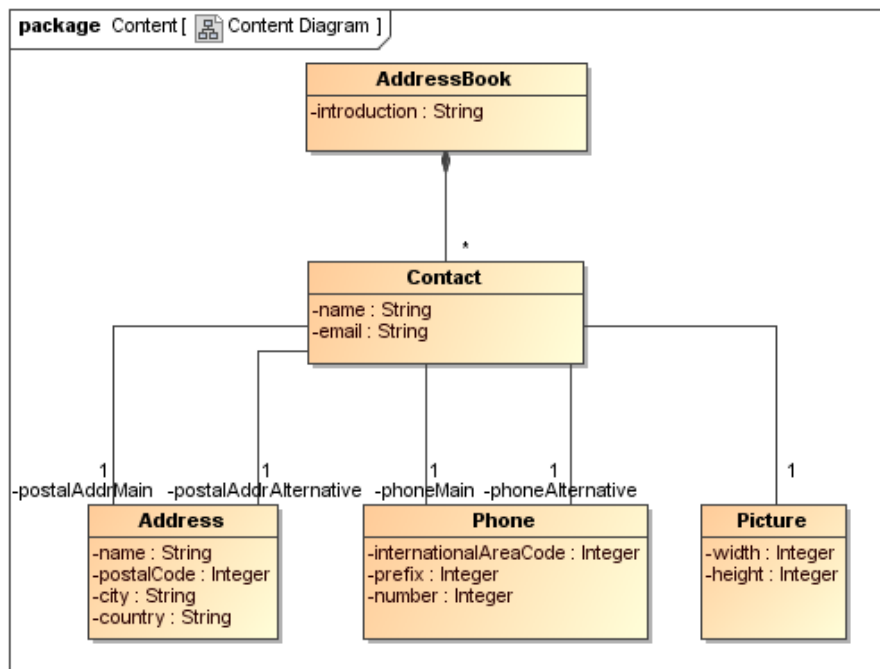 package Content [ Content Diagram ]
AddressBook
-introduction : String
*
Contact
-name : String
-email : String
1
-postalAddrMain
1
-postalAddrAlternative
1
-phoneMain
1
-phoneAlternative
1
Address
-name : String
-postalCode : Integer
-city : String
-country : String
Phone
-internationalAreaCode : Integer
-prefix : Integer
-number : Integer
Picture
-width : Integer
-height : Integer